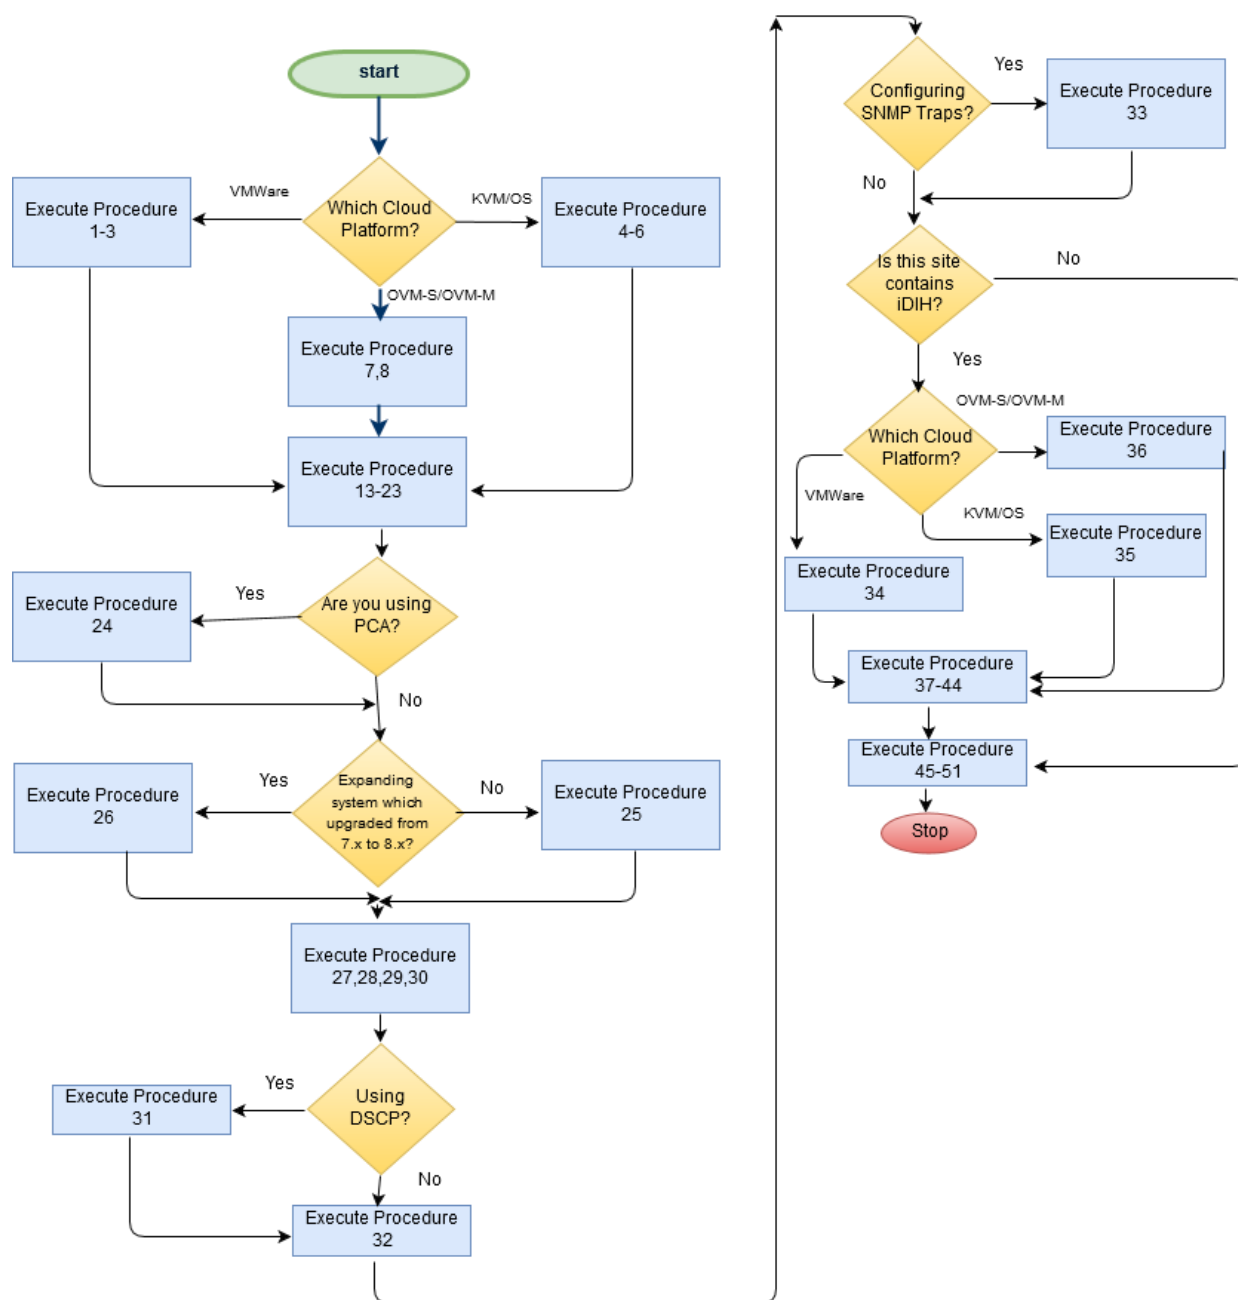 start
Which Cloud
Platform?
VMWare
KVM/OS
OVM-S/OVM-M
Execute Procedure
1-3
Execute Procedure
4-6
Execute Procedure
7,8
Execute Procedure
13-23
Are you using
PCA?
Yes
No
Execute Procedure
24
Expanding
system which
upgraded from
7.x to 8.x?
Yes
No
Execute Procedure
26
Execute Procedure
25
Execute Procedure
27,28,29,30
Using
DSCP?
Yes
No
Execute Procedure
31
Execute Procedure
32
Configuring
SNMP Traps?
Yes
No
Execute Procedure
33
Is this site
contains
iDIH?
No
Yes
Which Cloud
Platform?
OVM-S/OVM-M
VMWare
KVM/OS
Execute Procedure
36
Execute Procedure
35
Execute Procedure
34
Execute Procedure
37-44
Execute Procedure
45-51
Stop